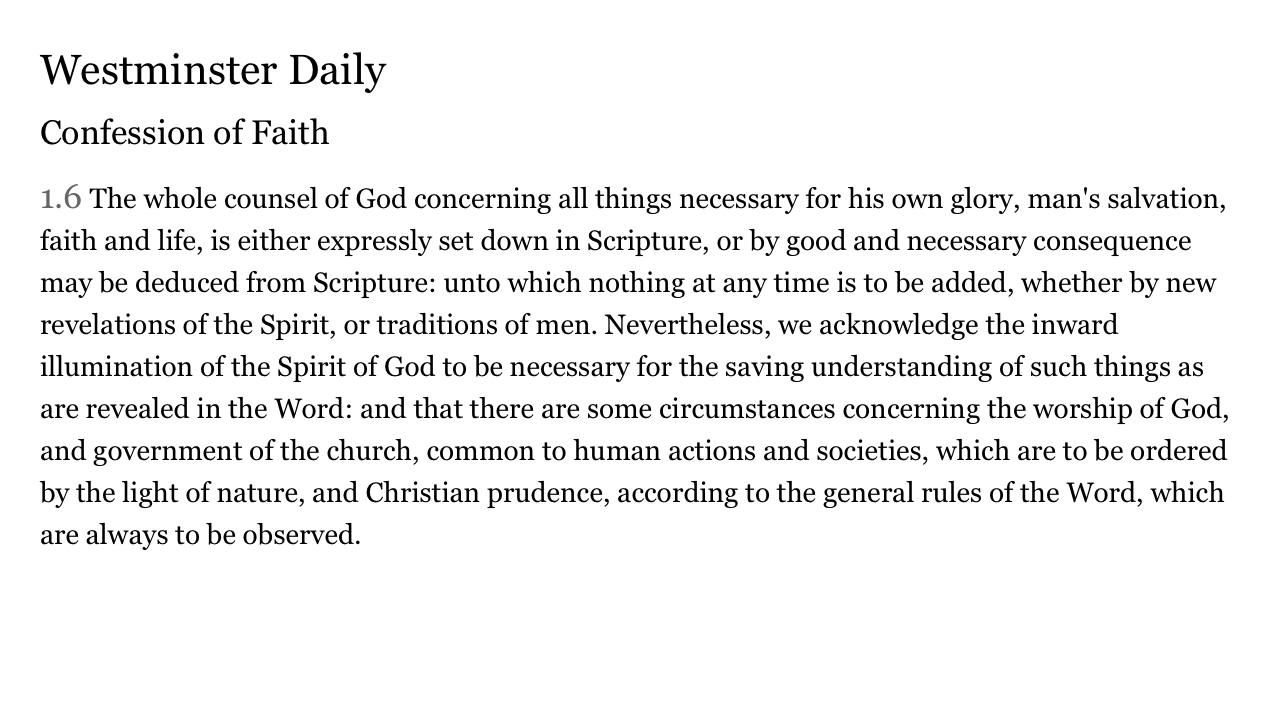 Westminster Daily
Confession of Faith
1.6 The whole counsel of God concerning all things necessary for his own glory, man's salvation,
faith and life, is either expressly set down in Scripture, or by good and necessary consequence
may be deduced from Scripture: unto which nothing at any time is to be added, whether by new
revelations of the Spirit, or traditions of men. Nevertheless, we acknowledge the inward
illumination of the Spirit of God to be necessary for the saving understanding of such things as
are revealed in the Word: and that there are some circumstances concerning the worship of God,
and government of the church, common to human actions and societies, which are to be ordered
by the light of nature, and Christian prudence, according to the general rules of the Word, which
are always to be observed.